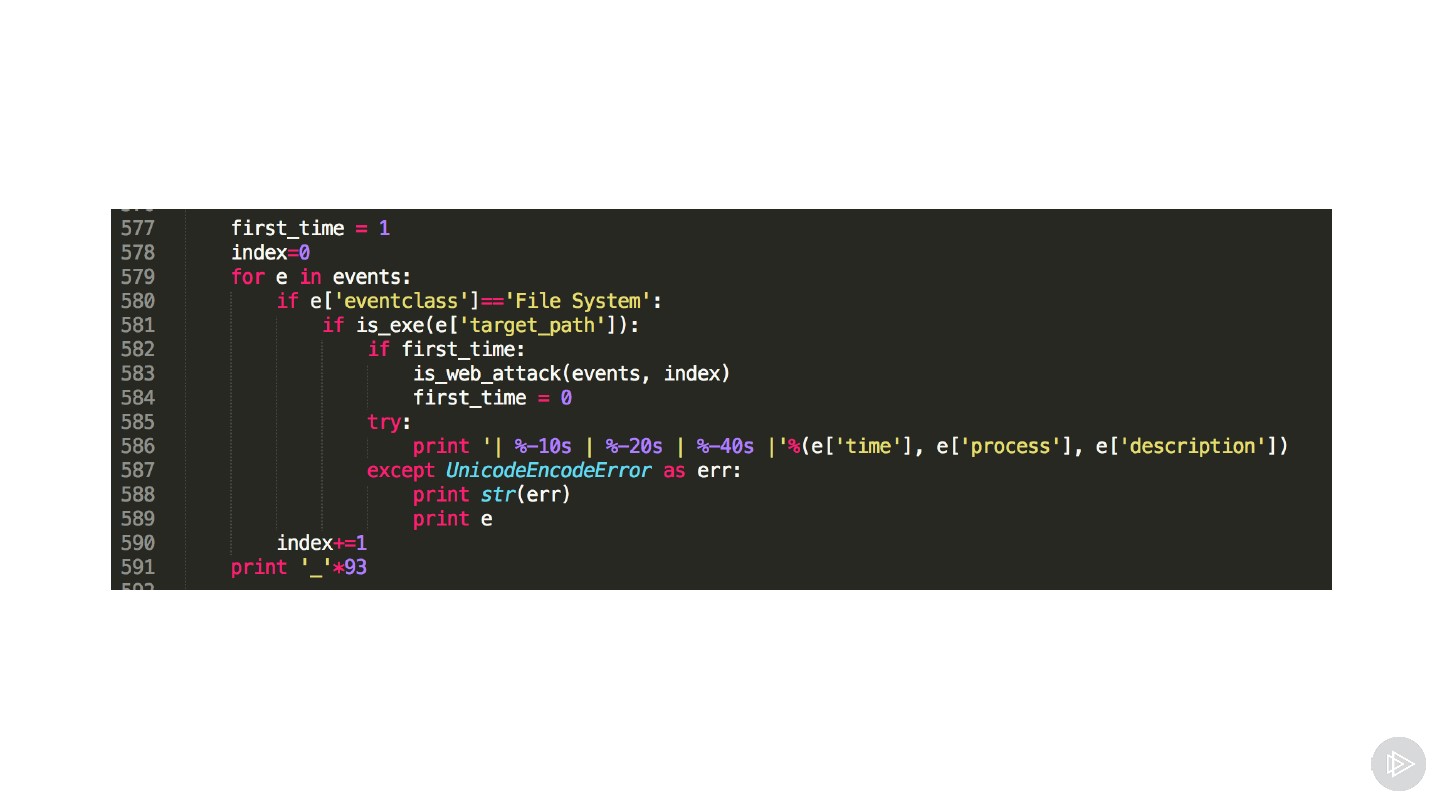 577 first_time = 1
578 index=0
579 for e in events:
580 if e['eventclass']=='File System':
581 if is_exe(e['target_path']):
582 if first_time:
583 is_web_attack(events, index)
584 first_time = 0
585 try:
586 print '| %-10s | %-20s | %-40s |'%(e['time'], e['process'], e['description'])
587 except UnicodeEncodeError as err:
588 print str(err)
589 print e
590 index+=1
591 print '_'*93